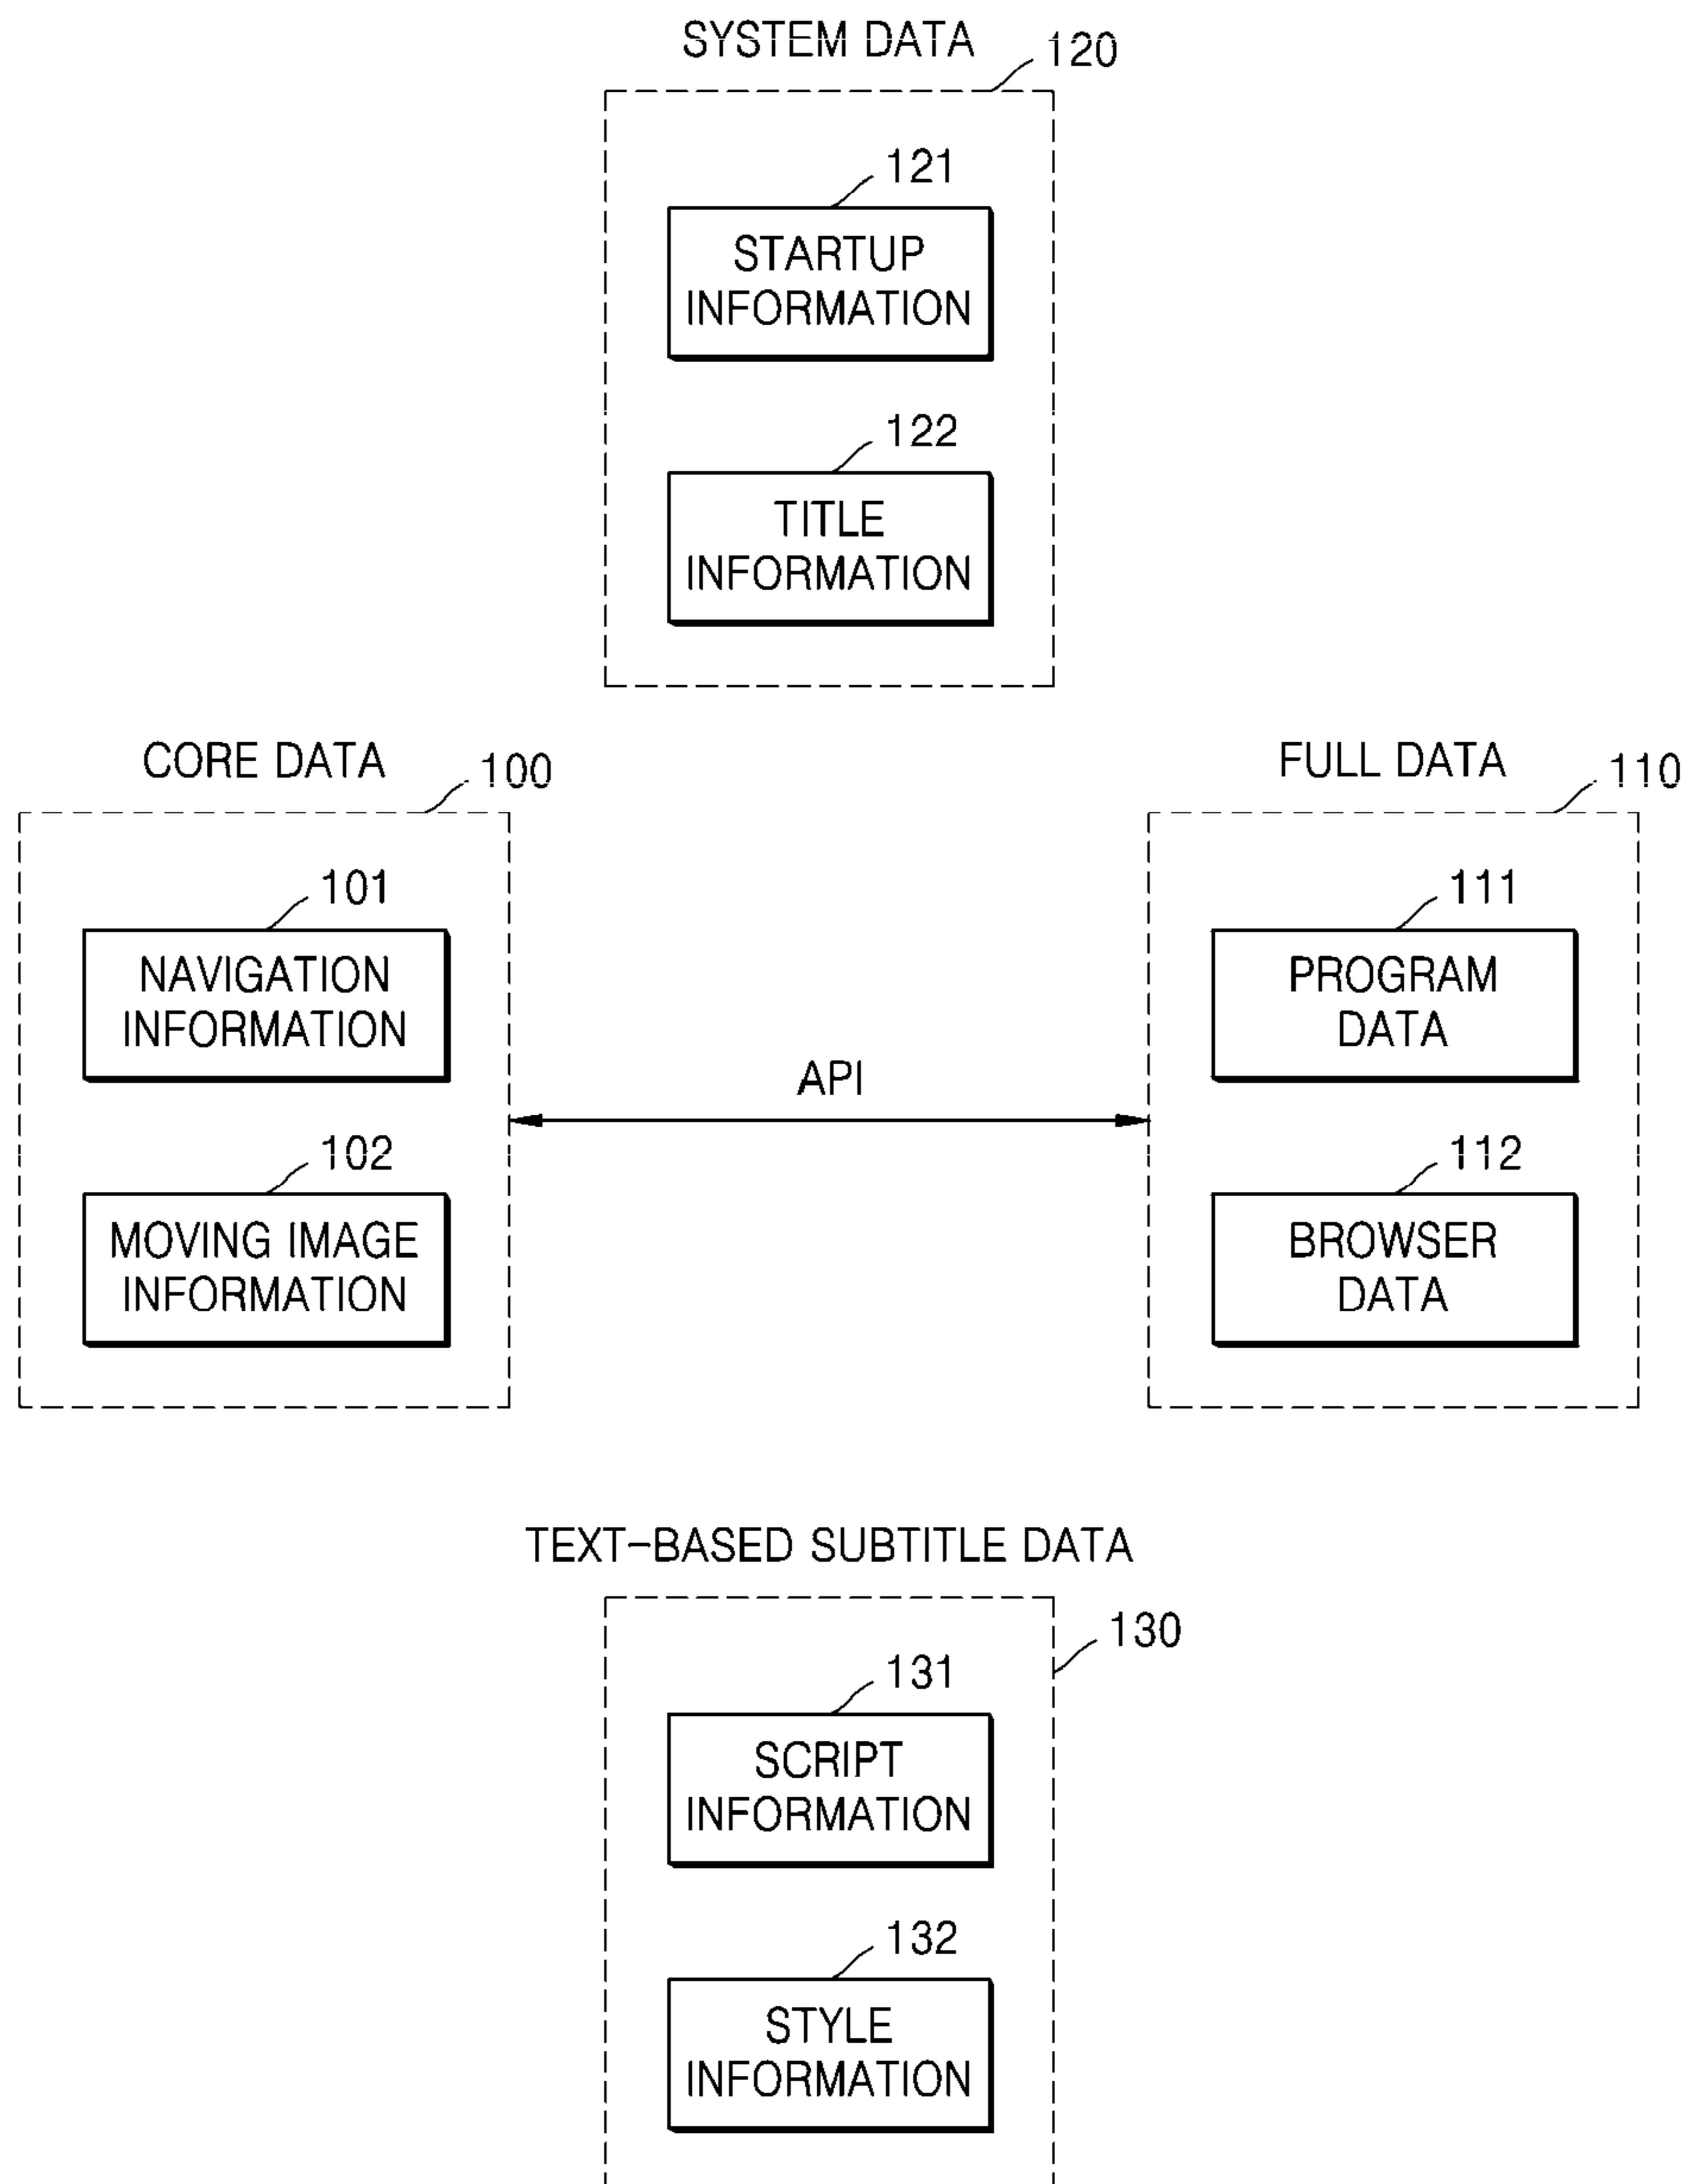 SYSTEM DATA
120
121
STARTUP
INFORMATION
122
TITLE
INFORMATION
CORE DATA
100
101
NAVIGATION
INFORMATION
102
MOVING IMAGE
INFORMATION
API
FULL DATA
110
111
PROGRAM
DATA
112
BROWSER
DATA
TEXT-BASED SUBTITLE DATA
130
131
SCRIPT
INFORMATION
132
STYLE
INFORMATION